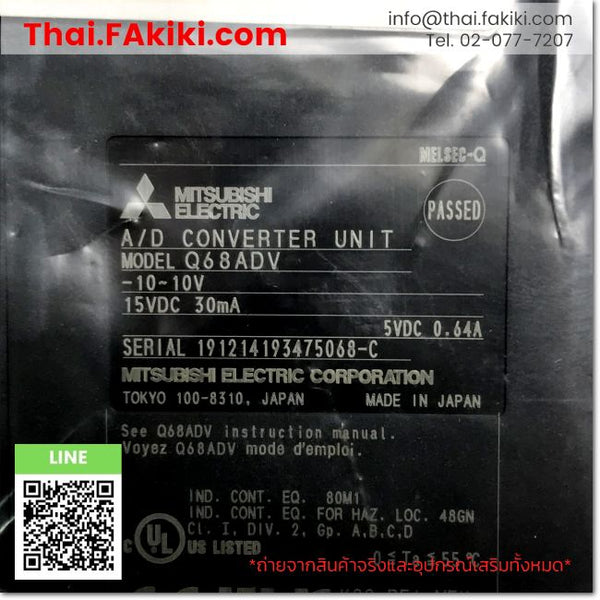 Thai.FAkiki.com
info@thai.fakiki.com
Tel. 02-077-7207
MELSEC-Q
MITSUBISHI
ELECTRIC
PASSED
A/D CONVERTER UNIT
MODEL Q68ADV
-10~10V
15VDC 30mA
5VDC 0.64A
SERIAL 191214193475068-C
MITSUBISHI ELECTRIC CORPORATION
TOKYO 100-8310, JAPAN MADE IN JAPAN
See Q68ADV instruction manual.
Voyez Q68ADV mode d'emploi.
LINE
IND. CONT. EQ. 80M1
IND. CONT. EQ. FOR HAZ. LOC. 48GN
Cl. I, DIV. 2, Gp. A,B,C,D
c UL US LISTED
0 ≤ Ta ≤ 55 °C
*ถ่ายจากสินค้าจริงและอุปกรณ์เสริมทั้งหมด*